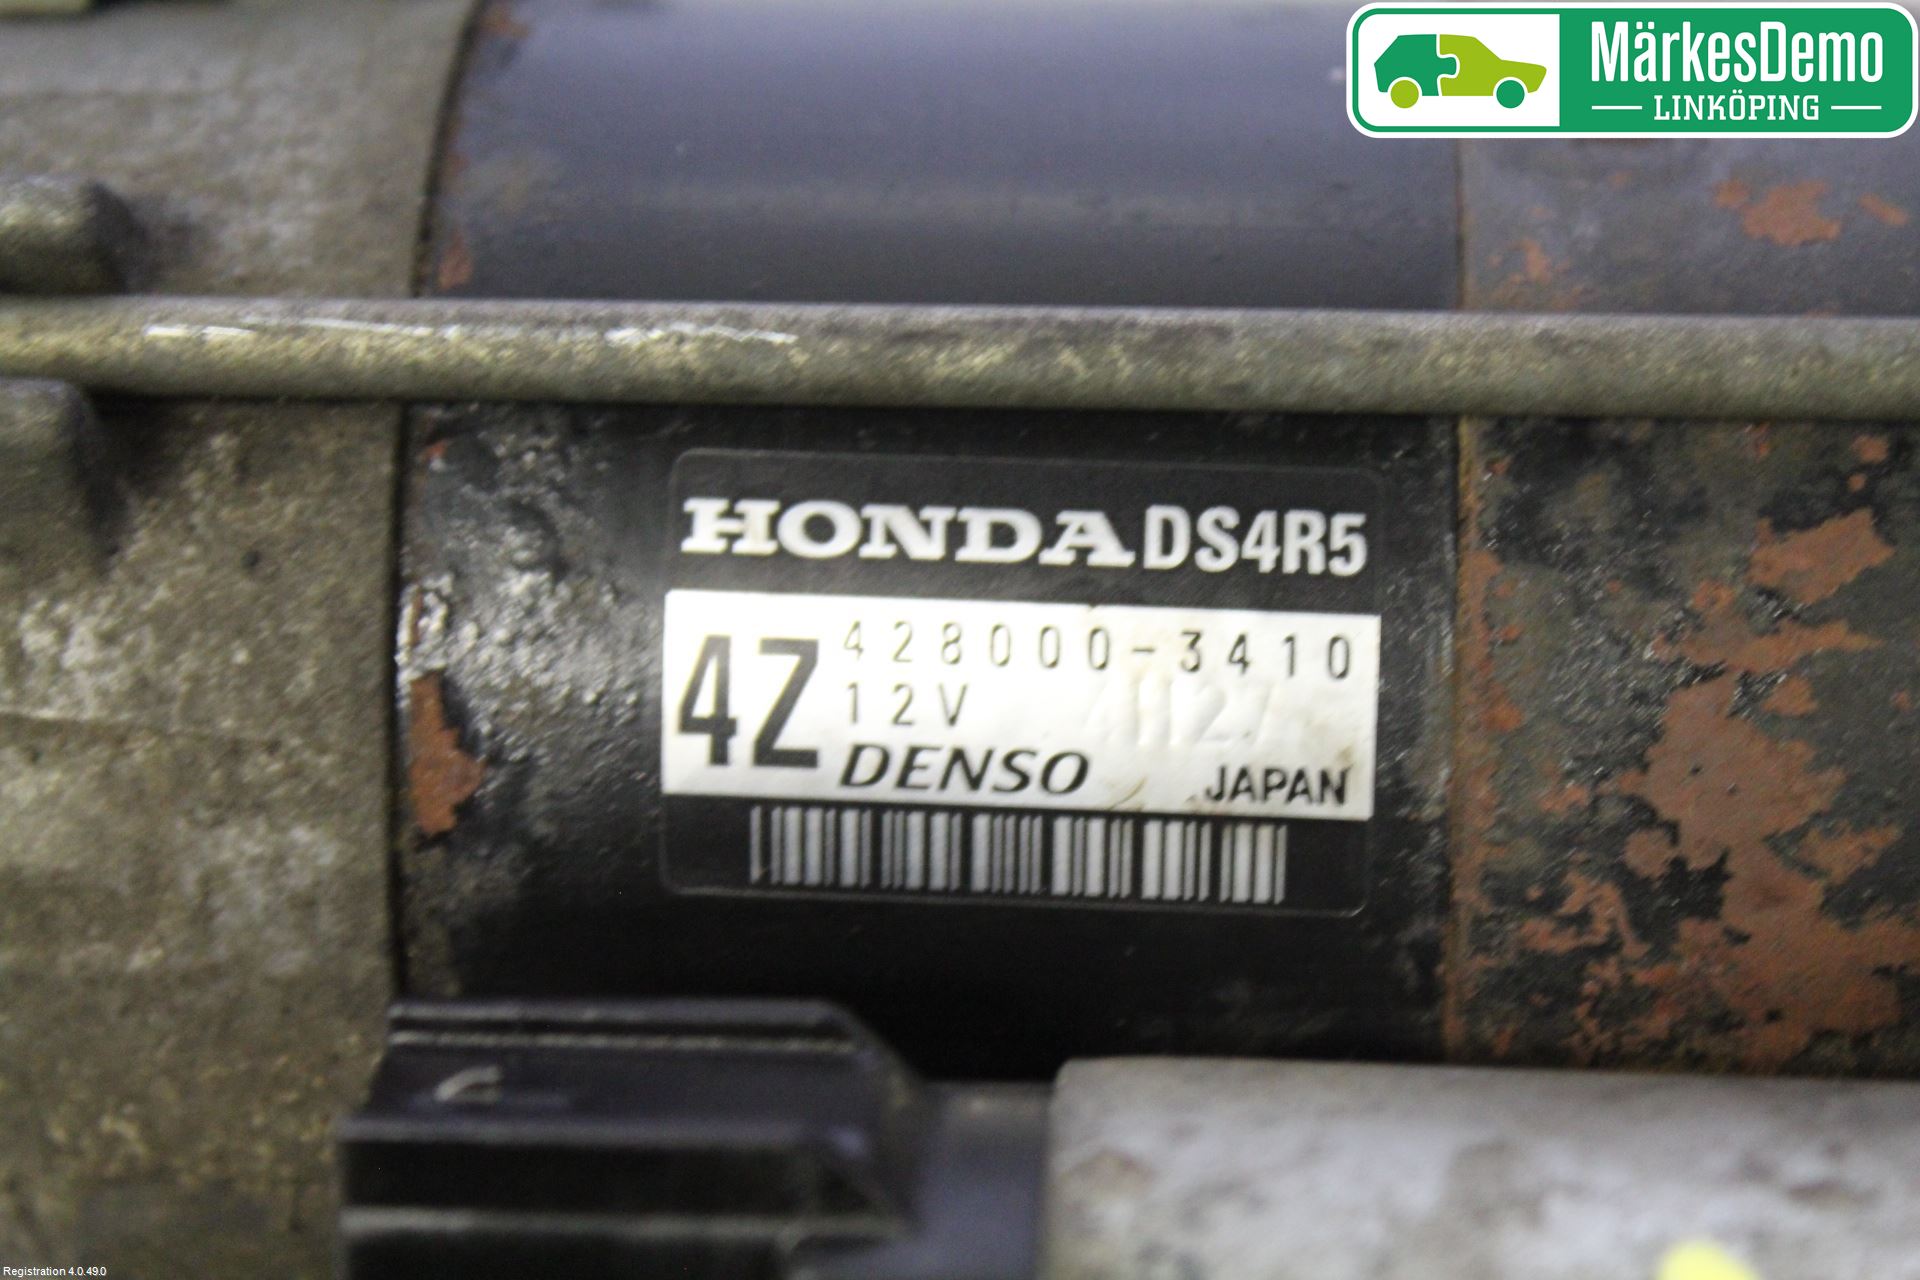 MärkesDemo
LINKÖPING
HONDA DS4R5
4Z
428000-3410
12V
DENSO
JAPAN
Registration 4.0.49.0